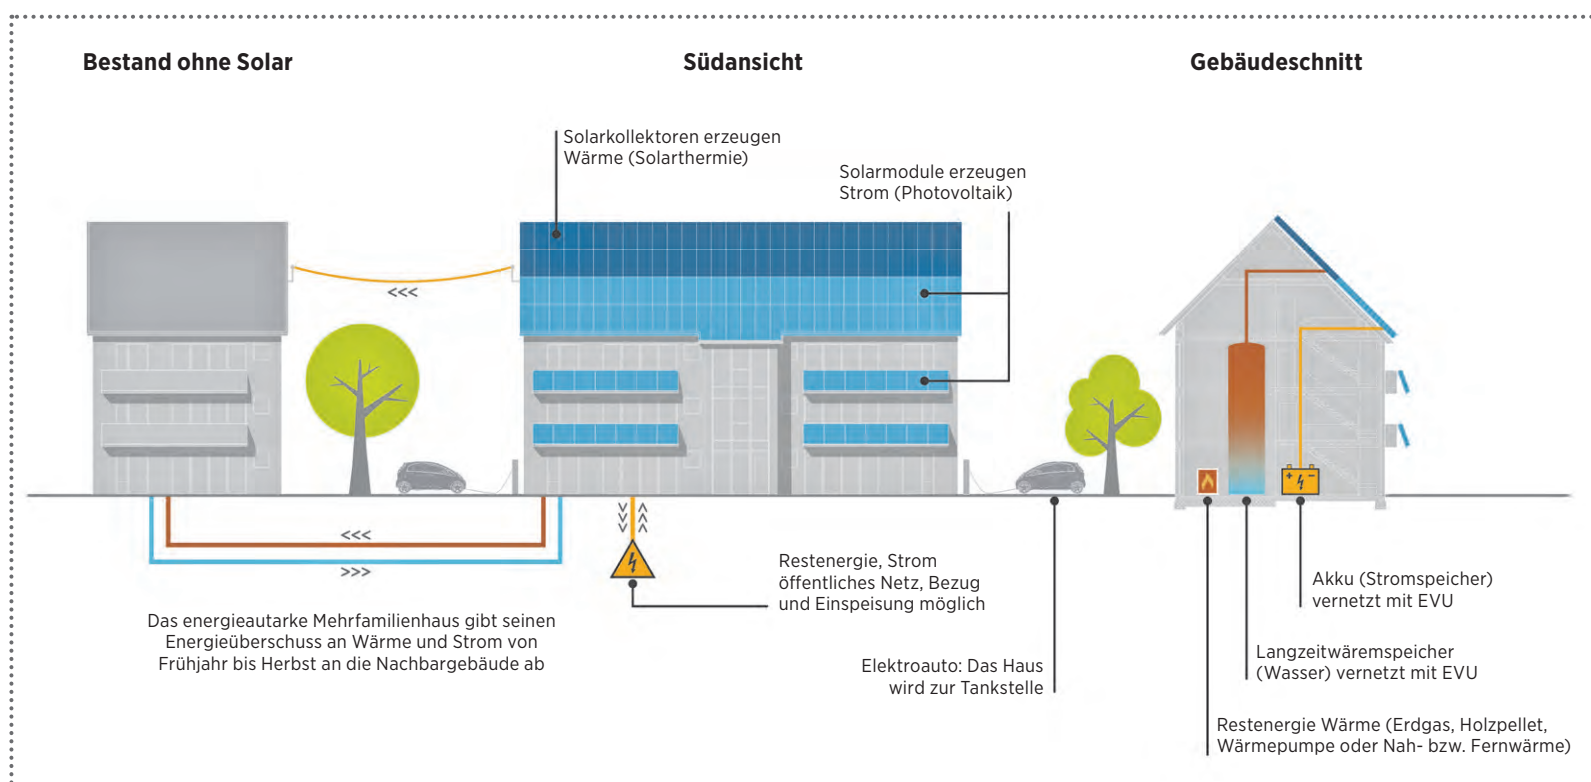 Bestand ohne Solar
Südansicht
Gebäudeschnitt
Solarkollektoren erzeugen
Wärme (Solarthermie)
Solarmodule erzeugen
Strom (Photovoltaik)
<<<
<<<
>>>
<<<
>>>
+ −
Das energieautarke Mehrfamilienhaus gibt seinen
Energieüberschuss an Wärme und Strom von
Frühjahr bis Herbst an die Nachbargebäude ab
Restenergie, Strom
öffentliches Netz, Bezug
und Einspeisung möglich
Elektroauto: Das Haus
wird zur Tankstelle
Akku (Stromspeicher)
vernetzt mit EVU
Langzeitwäremspeicher
(Wasser) vernetzt mit EVU
Restenergie Wärme (Erdgas, Holzpellet,
Wärmepumpe oder Nah- bzw. Fernwärme)